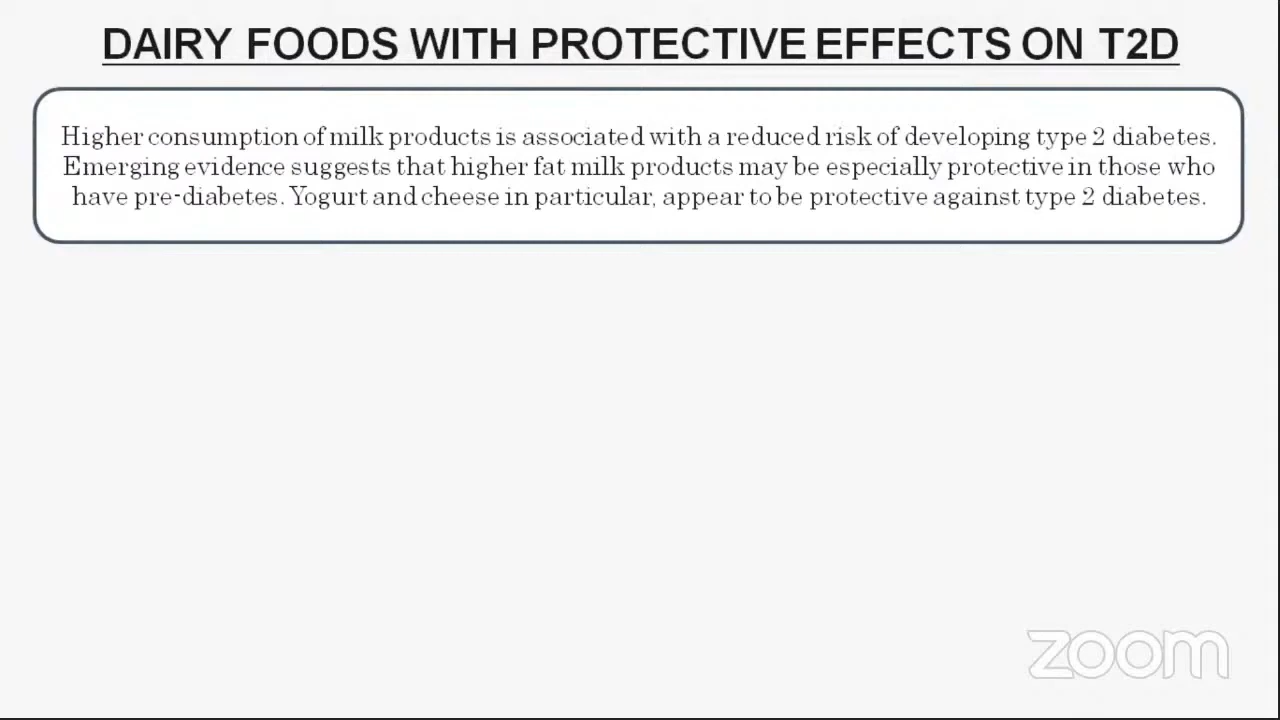 DAIRY FOODS WITH PROTECTIVE EFFECTS ON T2D
Higher consumption of milk products is associated with a reduced risk of developing type 2 diabetes.
Emerging evidence suggests that higher fat milk products may be especially protective in those who
have pre-diabetes. Yogurt and cheese in particular, appear to be protective against type 2 diabetes.
zoom